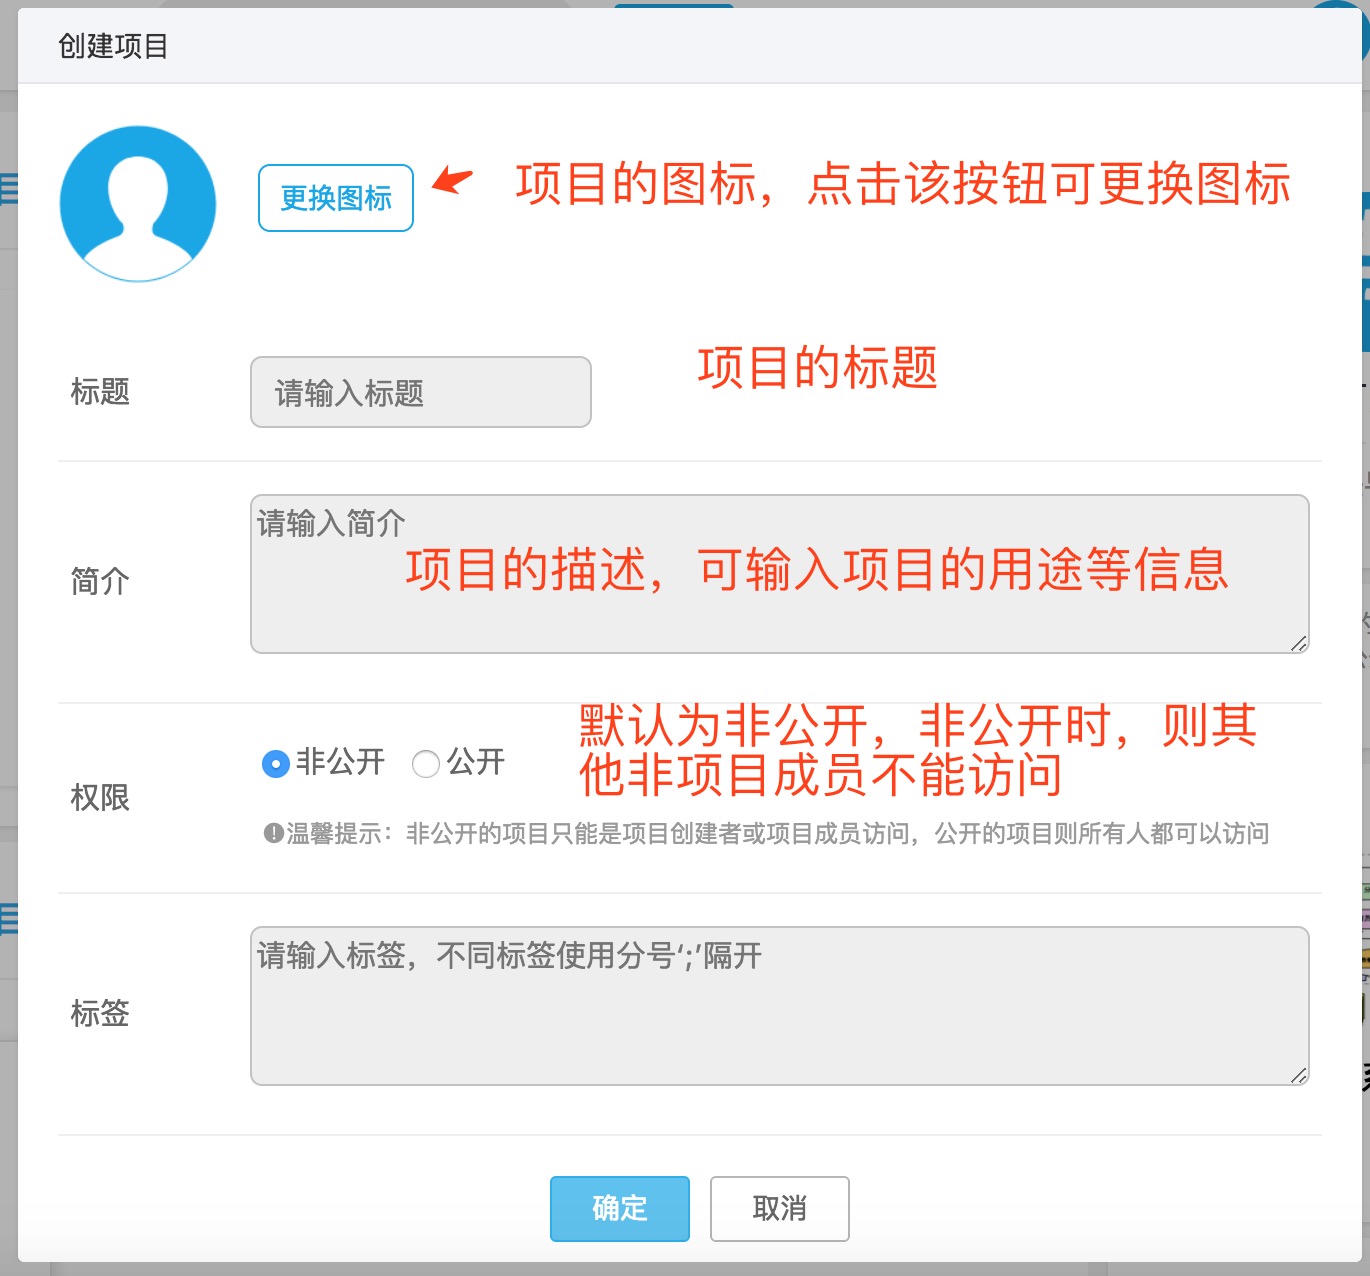 创建项目
更换图标
项目的图标，点击该按钮可更换图标
标题
请输入标题
项目的标题
简介
请输入简介
项目的描述，可输入项目的用途等信息
权限
非公开
公开
默认为非公开，非公开时，则其
他非项目成员不能访问
温馨提示：非公开的项目只能是项目创建者或项目成员访问，公开的项目则所有人都可以访问
标签
请输入标签，不同标签使用分号‘;’隔开
确定
取消